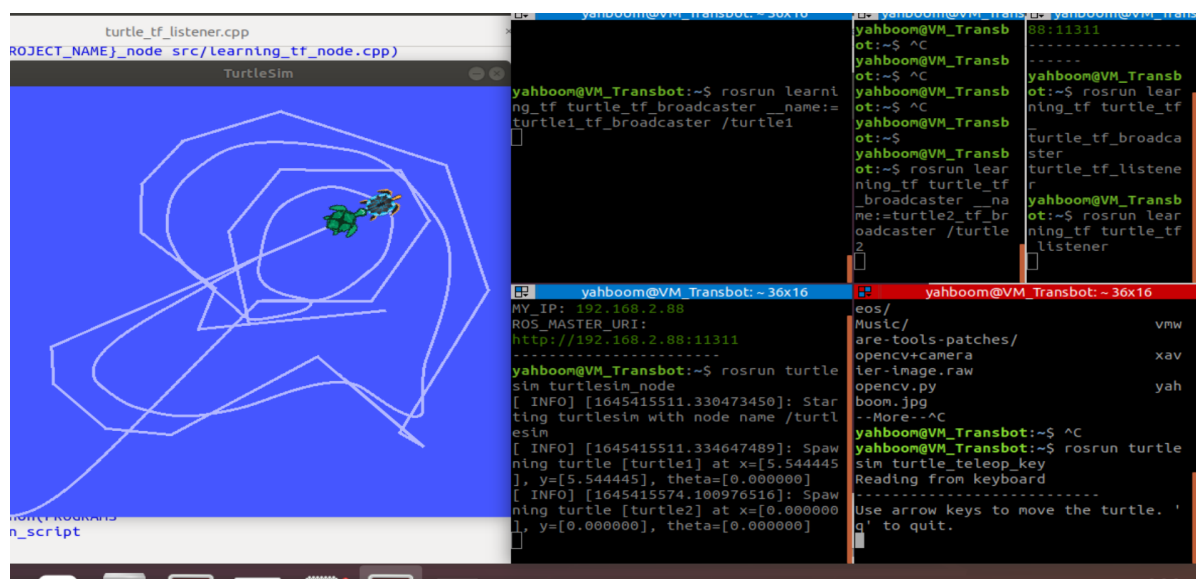 turtle_tf_listener.cpp
ROJECT_NAME}_node src/learning_tf_node.cpp)
TurtleSim
n_script
yahboom@VM_Transbot: ~ 36x16
yahboom@VM_Transbot:~$ rosrun learni
ng_tf turtle_tf_broadcaster __name:=
turtle1_tf_broadcaster /turtle1
yahboom@VM_Trans
yahboom@VM_Transb
ot:~$ ^C
yahboom@VM_Transb
ot:~$ ^C
yahboom@VM_Transb
ot:~$ ^C
yahboom@VM_Transb
ot:~$
yahboom@VM_Transb
ot:~$ rosrun lear
ning_tf turtle_tf
_broadcaster __na
me:=turtle2_tf_br
oadcaster /turtle
2
yahboom@VM_Trans
88:11311
-----------------
------
yahboom@VM_Transb
ot:~$ rosrun lear
ning_tf turtle_tf
_
turtle_tf_broadca
ster
turtle_tf_listene
r
yahboom@VM_Transb
ot:~$ rosrun lear
ning_tf turtle_tf
_listener
yahboom@VM_Transbot: ~ 36x16
MY_IP: 192.168.2.88
ROS_MASTER_URI:
http://192.168.2.88:11311
-----------------------
yahboom@VM_Transbot:~$ rosrun turtle
sim turtlesim_node
[ INFO] [1645415511.330473450]: Star
ting turtlesim with node name /turtl
esim
[ INFO] [1645415511.334647489]: Spaw
ning turtle [turtle1] at x=[5.544445
], y=[5.544445], theta=[0.000000]
[ INFO] [1645415574.100976516]: Spaw
ning turtle [turtle2] at x=[0.000000
], y=[0.000000], theta=[0.000000]
yahboom@VM_Transbot: ~ 36x16
eos/
Music/ vmw
are-tools-patches/
opencv+camera xav
ier-image.raw
opencv.py yah
boom.jpg
--More--^C
yahboom@VM_Transbot:~$ ^C
yahboom@VM_Transbot:~$ rosrun turtle
sim turtle_teleop_key
Reading from keyboard
---------------------------
Use arrow keys to move the turtle. '
q' to quit.